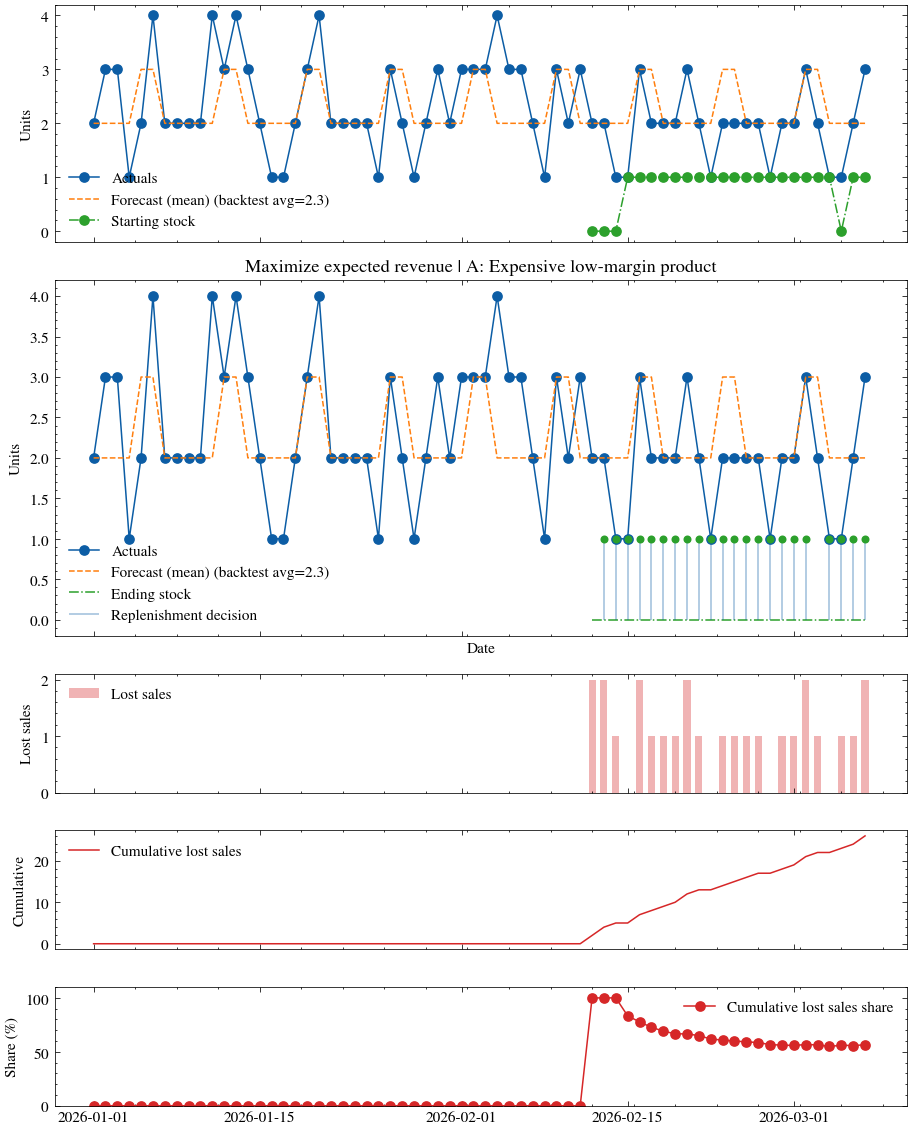 4
3
2
1
0
Units
Actuals
Forecast (mean) (backtest avg=2.3)
Starting stock
Maximize expected revenue | A: Expensive low-margin product
4.0
3.5
3.0
2.5
2.0
1.5
1.0
0.5
0.0
Units
Actuals
Forecast (mean) (backtest avg=2.3)
Ending stock
Replenishment decision
Date
2
1
0
Lost sales
Lost sales
20
10
0
Cumulative
Cumulative lost sales
100
50
0
Share (%)
Cumulative lost sales share
2026-01-01 2026-01-15 2026-02-01 2026-02-15 2026-03-01